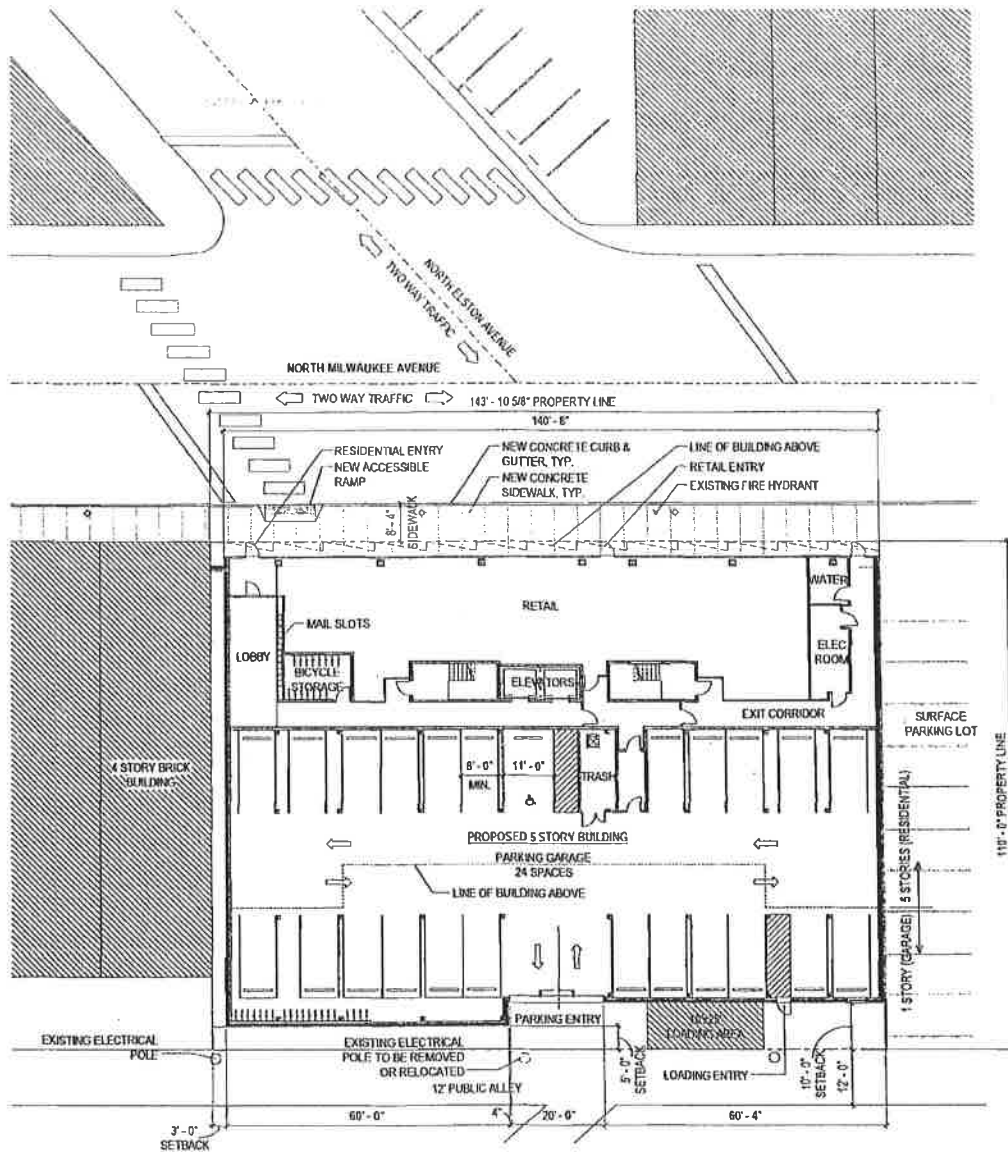 NORTH ELSTON AVENUE
TWO WAY TRAFFIC
NORTH MILWAUKEE AVENUE
TWO WAY TRAFFIC
143' - 10 5/8" PROPERTY LINE
RESIDENTIAL ENTRY
NEW ACCESSIBLE
RAMP
NEW CONCRETE CURB &
GUTTER, TYP.
NEW CONCRETE
SIDEWALK, TYP.
LINE OF BUILDING ABOVE
RETAIL ENTRY
EXISTING FIRE HYDRANT
8' - 4"
SIDEWALK
WATER
RETAIL
MAIL SLOTS
LOBBY
BICYCLE
STORAGE
ELEVATORS
ELEC
ROOM
EXIT CORRIDOR
SURFACE
PARKING LOT
4 STORY BRICK
BUILDING
8' - 0"
MIN.
11' - 0"
TRASH
PROPOSED 5 STORY BUILDING
PARKING GARAGE
24 SPACES
LINE OF BUILDING ABOVE
1 STORY (GARAGE)
5 STORIES (RESIDENTIAL)
110' - 0" PROPERTY LINE
PARKING ENTRY
LOADING AREA
EXISTING ELECTRICAL
POLE
EXISTING ELECTRICAL
POLE TO BE REMOVED
OR RELOCATED
12' PUBLIC ALLEY
5' - 0"
SETBACK
LOADING ENTRY
10' - 0"
SETBACK
12' - 0"
60' - 0"
4"
20' - 0"
60' - 4"
3' - 0"
SETBACK